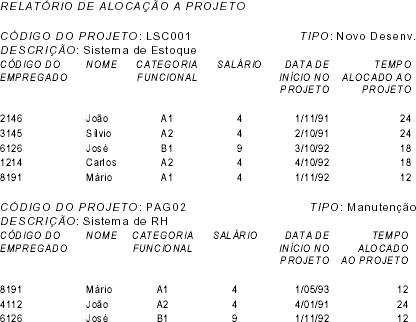 RELATÓRIO DE ALOCAÇÃO A PROJETO
CÓDIGO DO PROJETO: LSC001 TIPO: Novo Desenv.
DESCRIÇÃO: Sistema de Estoque
CÓDIGO DO NOME CATEGORIA SALÁRIO DATA DE TEMPO
EMPREGADO FUNCIONAL INÍCIO NO ALOCADO AO
PROJETO PROJETO
2146 João A1 4 1/11/91 24
3145 Sílvio A2 4 2/10/91 24
6126 José B1 9 3/10/92 18
1214 Carlos A2 4 4/10/92 18
8191 Mário A1 4 1/11/92 12
CÓDIGO DO PROJETO: PAG02 TIPO: Manutenção
DESCRIÇÃO: Sistema de RH
CÓDIGO DO NOME CATEGORIA SALÁRIO DATA DE TEMPO
EMPREGADO FUNCIONAL INÍCIO NO ALOCADO
PROJETO AO PROJETO
8191 Mário A1 4 1/05/93 12
4112 João A2 4 4/01/91 24
6126 José B1 9 1/11/92 12